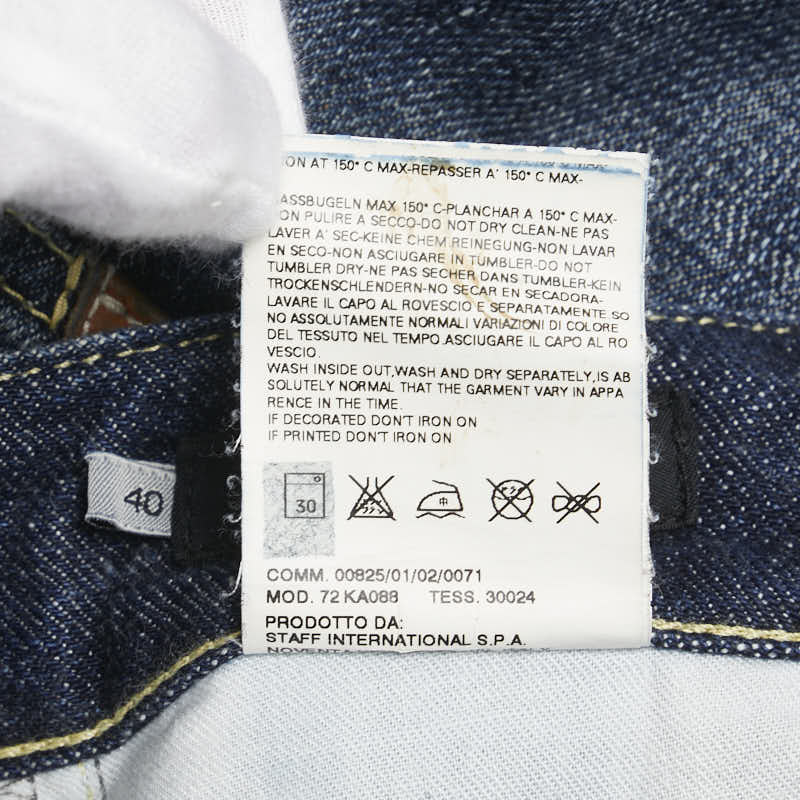 ON AT 150° C MAX-REPASSER A' 150° C MAX-
ASSBUGELN MAX 150° C-PLANCHAR A 150° C MAX-
ON PULIRE A SECCO-DO NOT DRY CLEAN-NE PAS
LAVER A' SEC-KEINE CHEM REINEGUNG-NON LAVAR
EN SECO-NON ASCIUGARE IN TUMBLER-DO NOT
TUMBLER DRY-NE PAS SECHER DANS TUMBLER-KEIN
TROCKENSCHLENDERN-NO SECAR EN SECADORA-
LAVARE IL CAPO AL ROVESCIO E SEPARATAMENTE.SO
NO ASSOLUTAMENTE NORMALI VARIAZIONI DI COLORE
DEL TESSUTO NEL TEMPO.ASCIUGARE IL CAPO AL RO
VESCIO.
WASH INSIDE OUT,WASH AND DRY SEPARATELY,IS AB
SOLUTELY NORMAL THAT THE GARMENT VARY IN APPA
RENCE IN THE TIME.
IF DECORATED DON'T IRON ON
IF PRINTED DON'T IRON ON
40
30
COMM. 00825/01/02/0071
MOD. 72 KA088 TESS. 30024
PRODOTTO DA:
STAFF INTERNATIONAL S.P.A.
NOVENTA